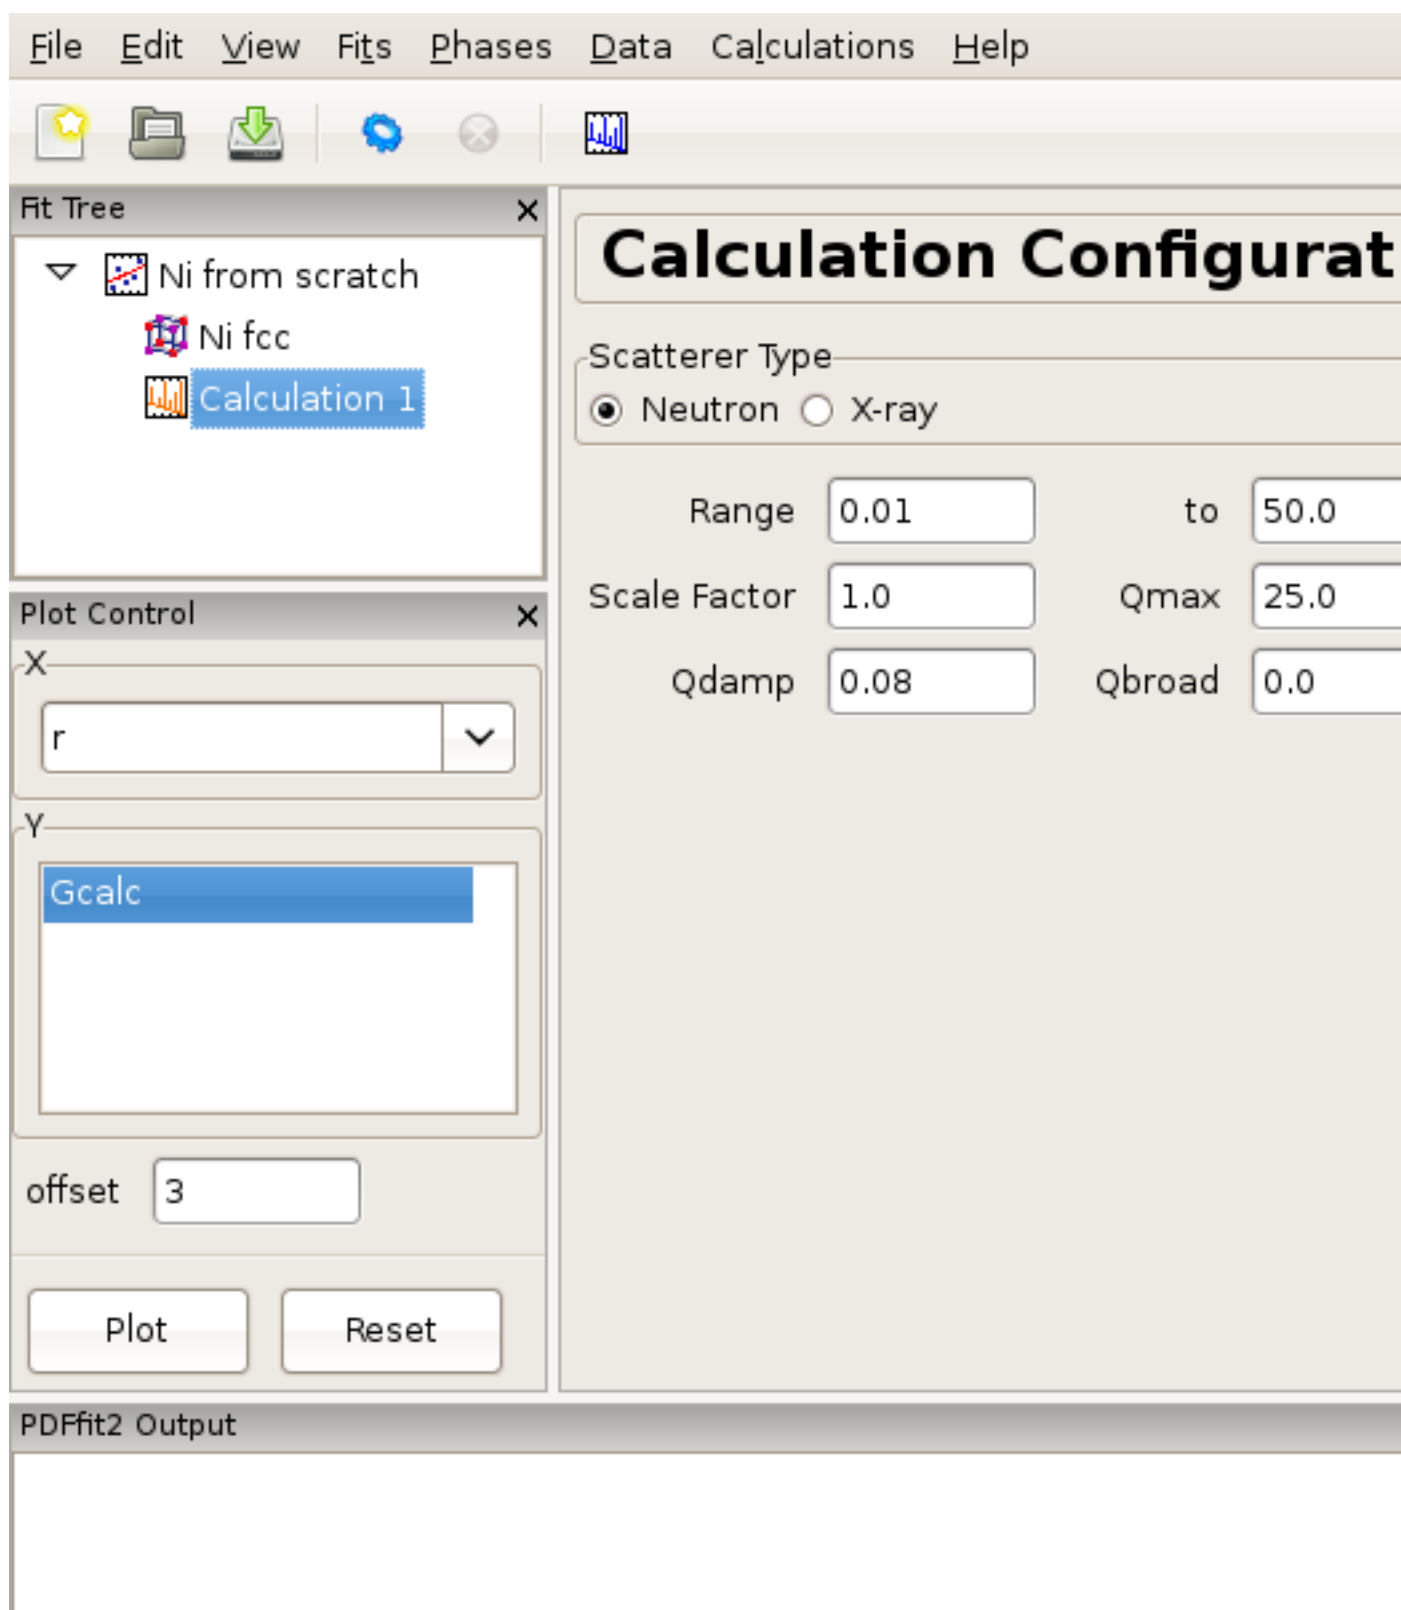 File Edit View Fits Phases Data Calculations Help
Fit Tree
Ni from scratch
Ni fcc
Calculation 1
Plot Control
X
r
Y
Gcalc
offset 3
Plot Reset
Calculation Configurat
Scatterer Type
Neutron X-ray
Range 0.01 to 50.0
Scale Factor 1.0 Qmax 25.0
Qdamp 0.08 Qbroad 0.0
PDFfit2 Output